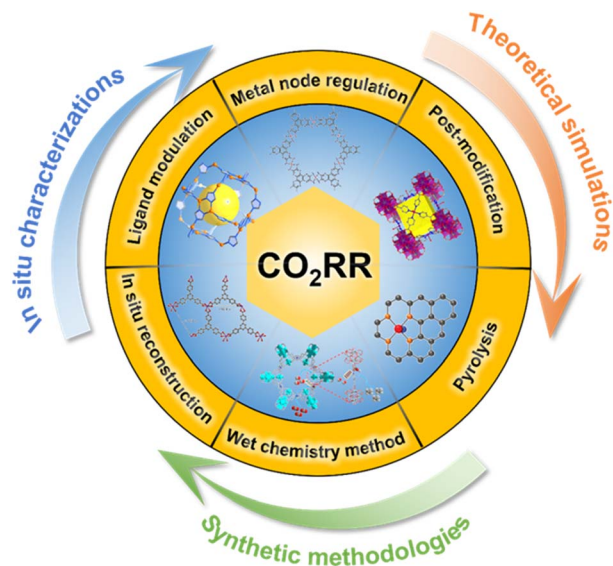 In situ characterizations
Theoretical simulations
Synthetic methodologies
Metal node regulation
Post-modification
Pyrolysis
Wet chemistry method
In situ reconstruction
Ligand modulation
CO₂RR